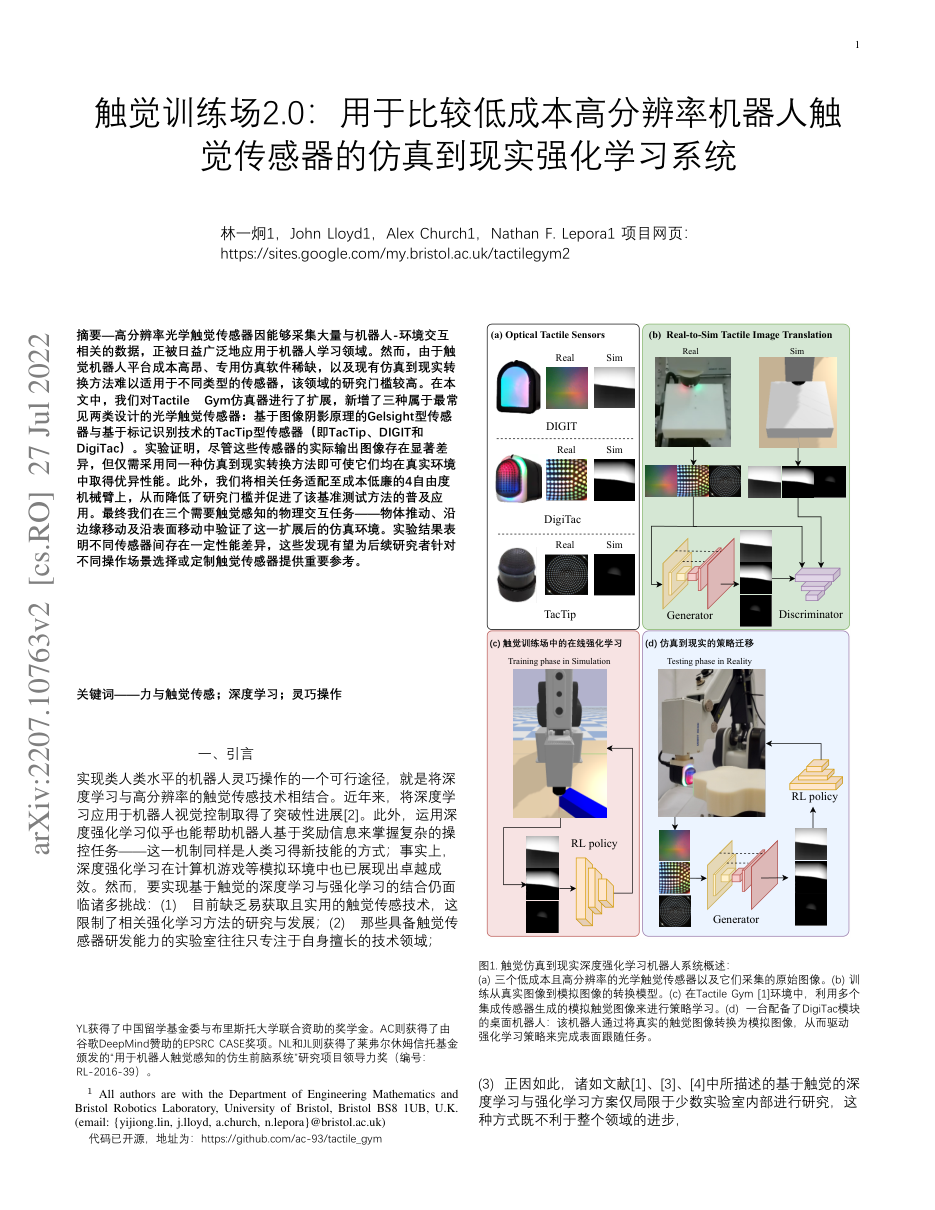 1
触觉训练场2.0：用于比较低成本高分辨率机器人触
觉传感器的仿真到现实强化学习系统
林一炯1，John Lloyd1，Alex Church1，Nathan F. Lepora1 项目网页：
https://sites.google.com/my.bristol.ac.uk/tactilegym2
arXiv:2207.10763v2 [cs.RO] 27 Jul 2022
摘要—高分辨率光学触觉传感器因能够采集大量与机器人-环境交互
相关的数据，正被日益广泛地应用于机器人学习领域。然而，由于触
觉机器人平台成本高昂、专用仿真软件稀缺，以及现有仿真到现实转
换方法难以适用于不同类型的传感器，该领域的研究门槛较高。在本
文中，我们对Tactile Gym仿真器进行了扩展，新增了三种属于最常
见两类设计的光学触觉传感器：基于图像阴影原理的Gelsight型传感
器与基于标记识别技术的TacTip型传感器（即TacTip、DIGIT和
DigiTac）。实验证明，尽管这些传感器的实际输出图像存在显著差
异，但仅需采用同一种仿真到现实转换方法即可使它们均在真实环境
中取得优异性能。此外，我们将相关任务适配至成本低廉的4自由度
机械臂上，从而降低了研究门槛并促进了该基准测试方法的普及应
用。最终我们在三个需要触觉感知的物理交互任务——物体推动、沿
边缘移动及沿表面移动中验证了这一扩展后的仿真环境。实验结果表
明不同传感器间存在一定性能差异，这些发现有望为后续研究者针对
不同操作场景选择或定制触觉传感器提供重要参考。
关键词——力与触觉传感；深度学习；灵巧操作
一、引言
实现类人类水平的机器人灵巧操作的一个可行途径，就是将深
度学习与高分辨率的触觉传感技术相结合。近年来，将深度学
习应用于机器人视觉控制取得了突破性进展[2]。此外，运用深
度强化学习似乎也能帮助机器人基于奖励信息来掌握复杂的操
控任务——这一机制同样是人类习得新技能的方式；事实上，
深度强化学习在计算机游戏等模拟环境中也已展现出卓越成
效。然而，要实现基于触觉的深度学习与强化学习的结合仍面
临诸多挑战：(1) 目前缺乏易获取且实用的触觉传感技术，这
限制了相关强化学习方法的研究与发展；(2) 那些具备触觉传
感器研发能力的实验室往往只专注于自身擅长的技术领域；
YL获得了中国留学基金委与布里斯托大学联合资助的奖学金。AC则获得了由
谷歌DeepMind赞助的EPSRC CASE奖项。NL和JL则获得了莱弗尔休姆信托基金
颁发的“用于机器人触觉感知的仿生前脑系统”研究项目领导力奖（编号：
RL-2016-39）。
1 All authors are with the Department of Engineering Mathematics and
Bristol Robotics Laboratory, University of Bristol, Bristol BS8 1UB, U.K.
(email: {yijiong.lin, j.lloyd, a.church, n.lepora}@bristol.ac.uk)
代码已开源，地址为：https://github.com/ac-93/tactile_gym
(a) Optical Tactile Sensors
Real Sim
DIGIT
Real Sim
DigiTac
Real Sim
TacTip
(b) Real-to-Sim Tactile Image Translation
Real Sim
Generator Discriminator
(c) 触觉训练场中的在线强化学习
Training phase in Simulation
RL policy
(d) 仿真到现实的策略迁移
Testing phase in Reality
RL policy
Generator
图1. 触觉仿真到现实深度强化学习机器人系统概述：
(a) 三个低成本且高分辨率的光学触觉传感器以及它们采集的原始图像。(b) 训
练从真实图像到模拟图像的转换模型。(c) 在Tactile Gym [1]环境中，利用多个
集成传感器生成的模拟触觉图像来进行策略学习。(d) 一台配备了DigiTac模块
的桌面机器人：该机器人通过将真实的触觉图像转换为模拟图像，从而驱动
强化学习策略来完成表面跟随任务。
(3) 正因如此，诸如文献[1]、[3]、[4]中所描述的基于触觉的深
度学习与强化学习方案仅局限于少数实验室内部进行研究，这
种方式既不利于整个领域的进步，